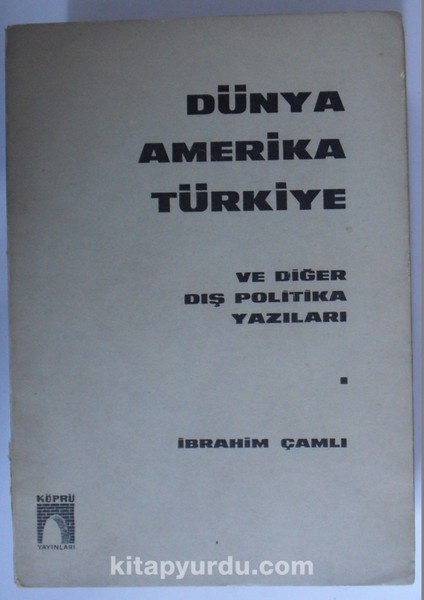 DÜNYA
AMERİKA
TÜRKİYE
VE DİĞER
DIŞ POLİTİKA
YAZILARI
İBRAHİM ÇAMLI
KÖPRÜ
YAYINLARI
kitapyurdu.com